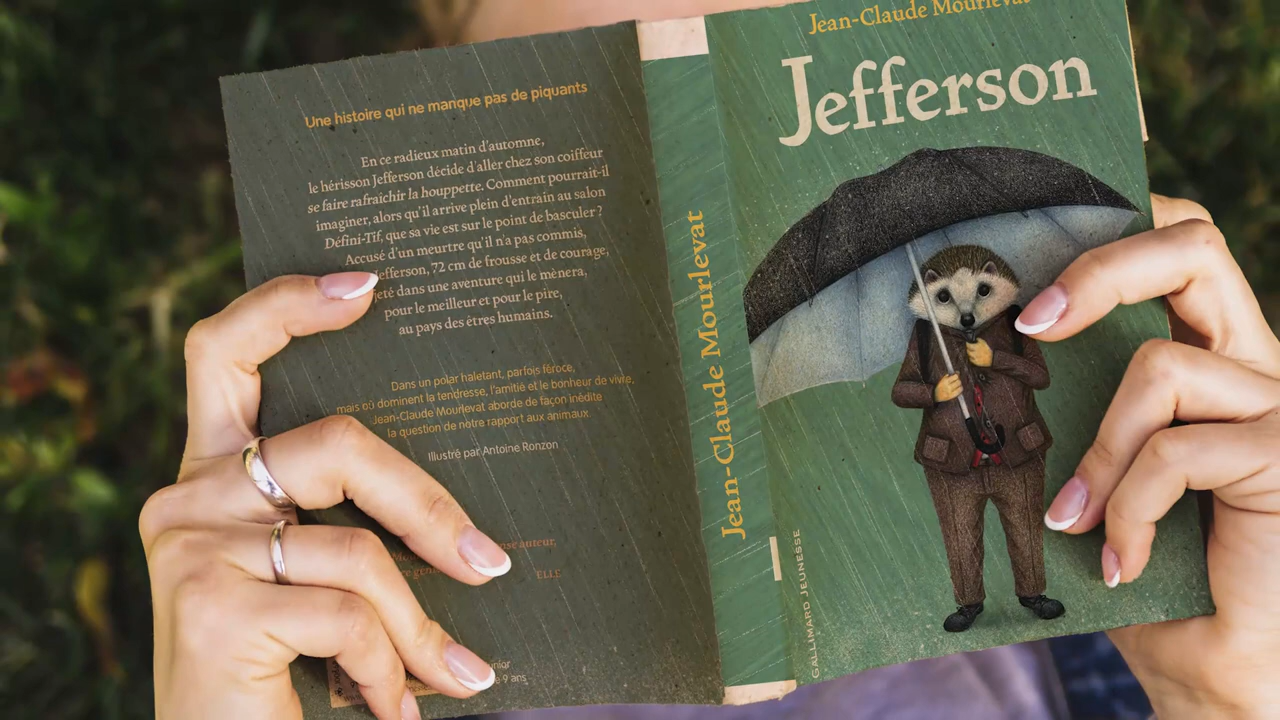 Une histoire qui ne manque pas de piquants
En ce radieux matin d'automne,
le hérisson Jefferson décide d'aller chez son coiffeur
se faire rafraichir la houppette. Comment pourrait-il
imaginer, alors qu'il arrive plein d'entrain au salon
Défini-Tif, que sa vie est sur le point de basculer ?
Accusé d'un meurtre qu'il n'a pas commis,
Jefferson, 72 cm de frousse et de courage,
jeté dans une aventure qui le mènera,
pour le meilleur et pour le pire,
au pays des êtres humains.
Dans un polar haletant, parfois féroce,
mais où dominent la tendresse, l'amitié et le bonheur de vivre,
Jean-Claude Mourlevat aborde de façon inédite
la question de notre rapport aux animaux.
Illustré par Antoine Ronzon
auteur,
ELLE
9 ans
Jean-Claude Mourlevat
Jean-Claude Mourlevat
Jefferson
GALLIMARD JEUNESSE